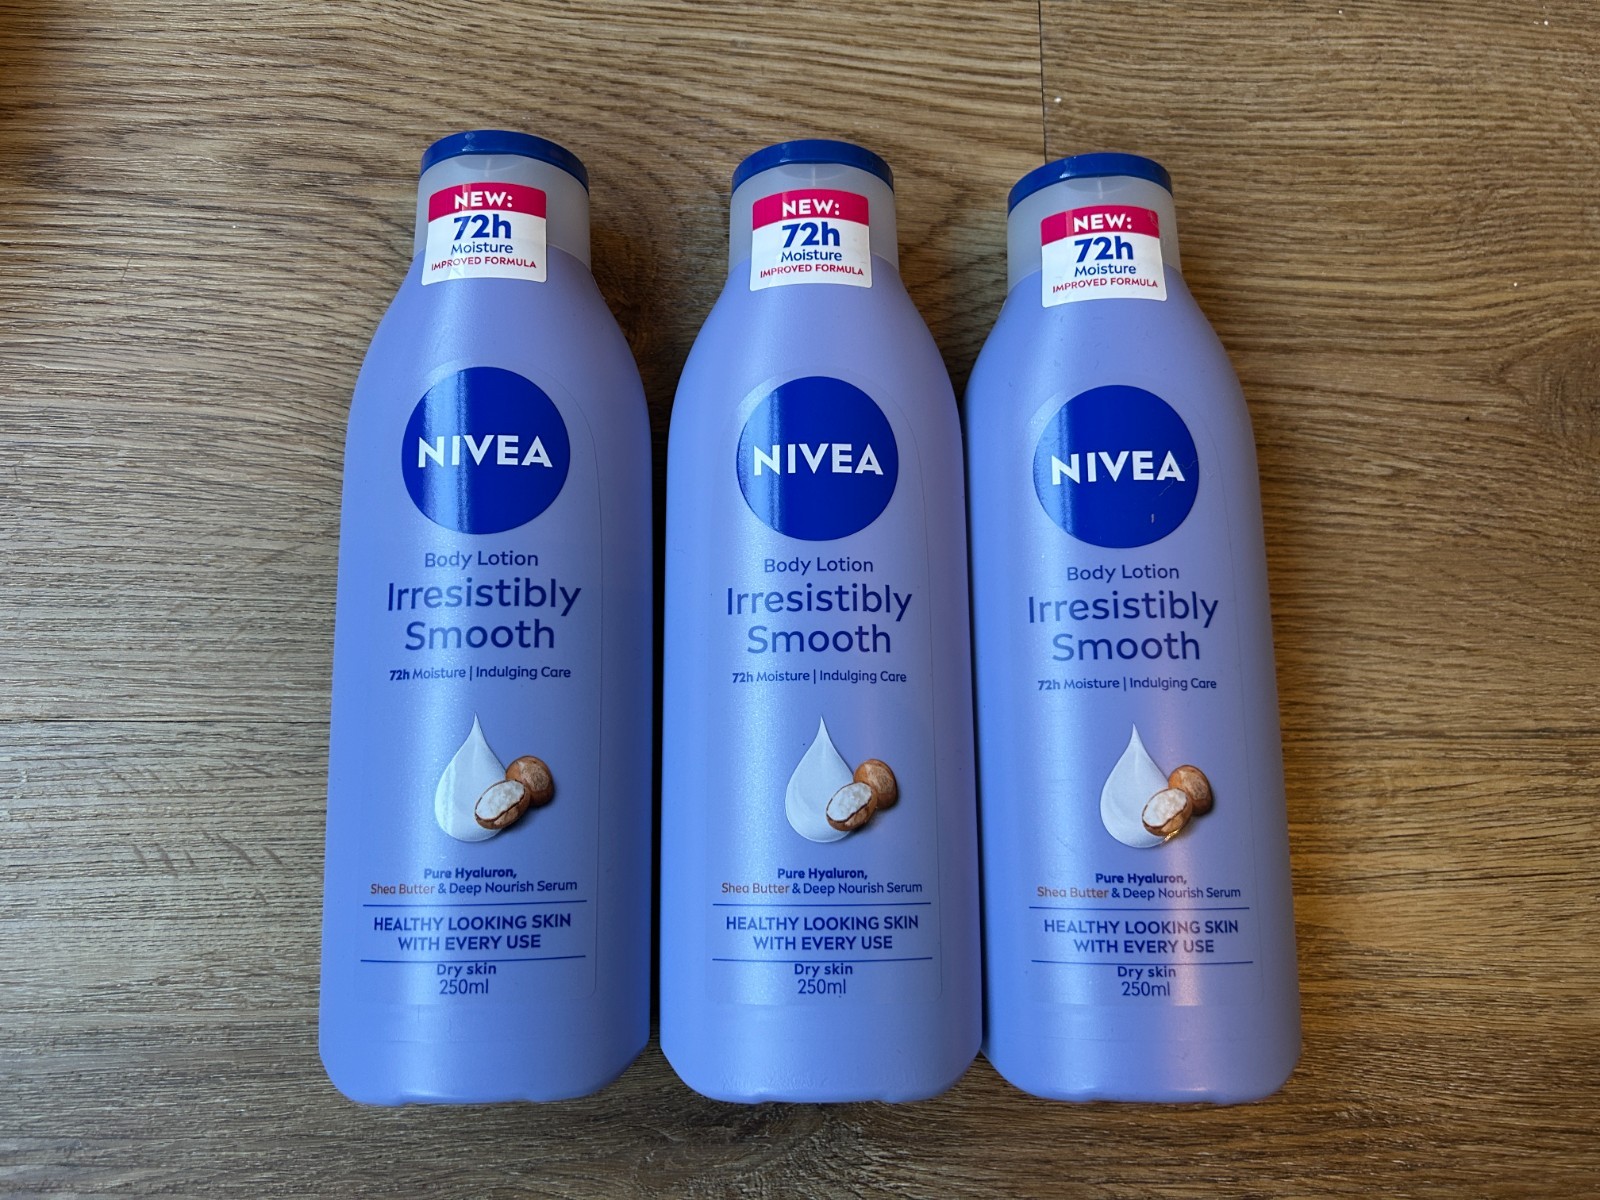 NEW:
72h
Moisture
IMPROVED FORMULA
NIVEA
Body Lotion
Irresistibly
Smooth
72h Moisture | Indulging Care
Pure Hyaluron,
Shea Butter & Deep Nourish Serum
HEALTHY LOOKING SKIN
WITH EVERY USE
Dry skin
250ml
NEW:
72h
Moisture
IMPROVED FORMULA
NIVEA
Body Lotion
Irresistibly
Smooth
72h Moisture | Indulging Care
Pure Hyaluron,
Shea Butter & Deep Nourish Serum
HEALTHY LOOKING SKIN
WITH EVERY USE
Dry skin
250ml
NEW:
72h
Moisture
IMPROVED FORMULA
NIVEA
Body Lotion
Irresistibly
Smooth
72h Moisture | Indulging Care
Pure Hyaluron,
Shea Butter & Deep Nourish Serum
HEALTHY LOOKING SKIN
WITH EVERY USE
Dry skin
250ml